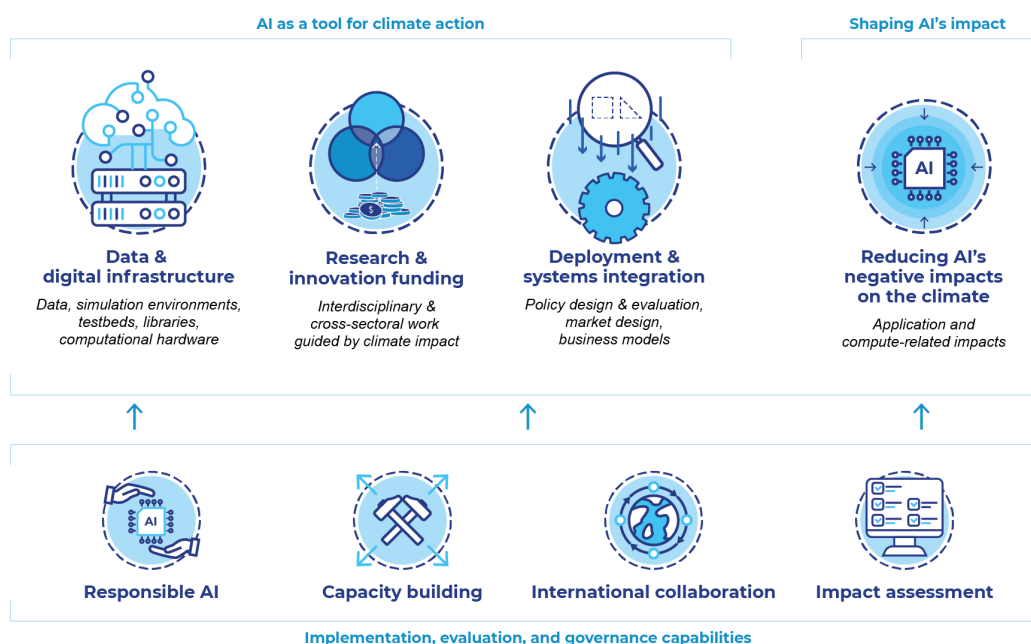 AI as a tool for climate action
Shaping AI's impact
$
AI
Data &
digital infrastructure
Data, simulation environments,
testbeds, libraries,
computational hardware
Research &
innovation funding
Interdisciplinary &
cross-sectoral work
guided by climate impact
Deployment &
systems integration
Policy design & evaluation,
market design,
business models
Reducing AI's
negative impacts
on the climate
Application and
compute-related impacts
AI
Responsible AI
Capacity building
International collaboration
Impact assessment
Implementation, evaluation, and governance capabilities